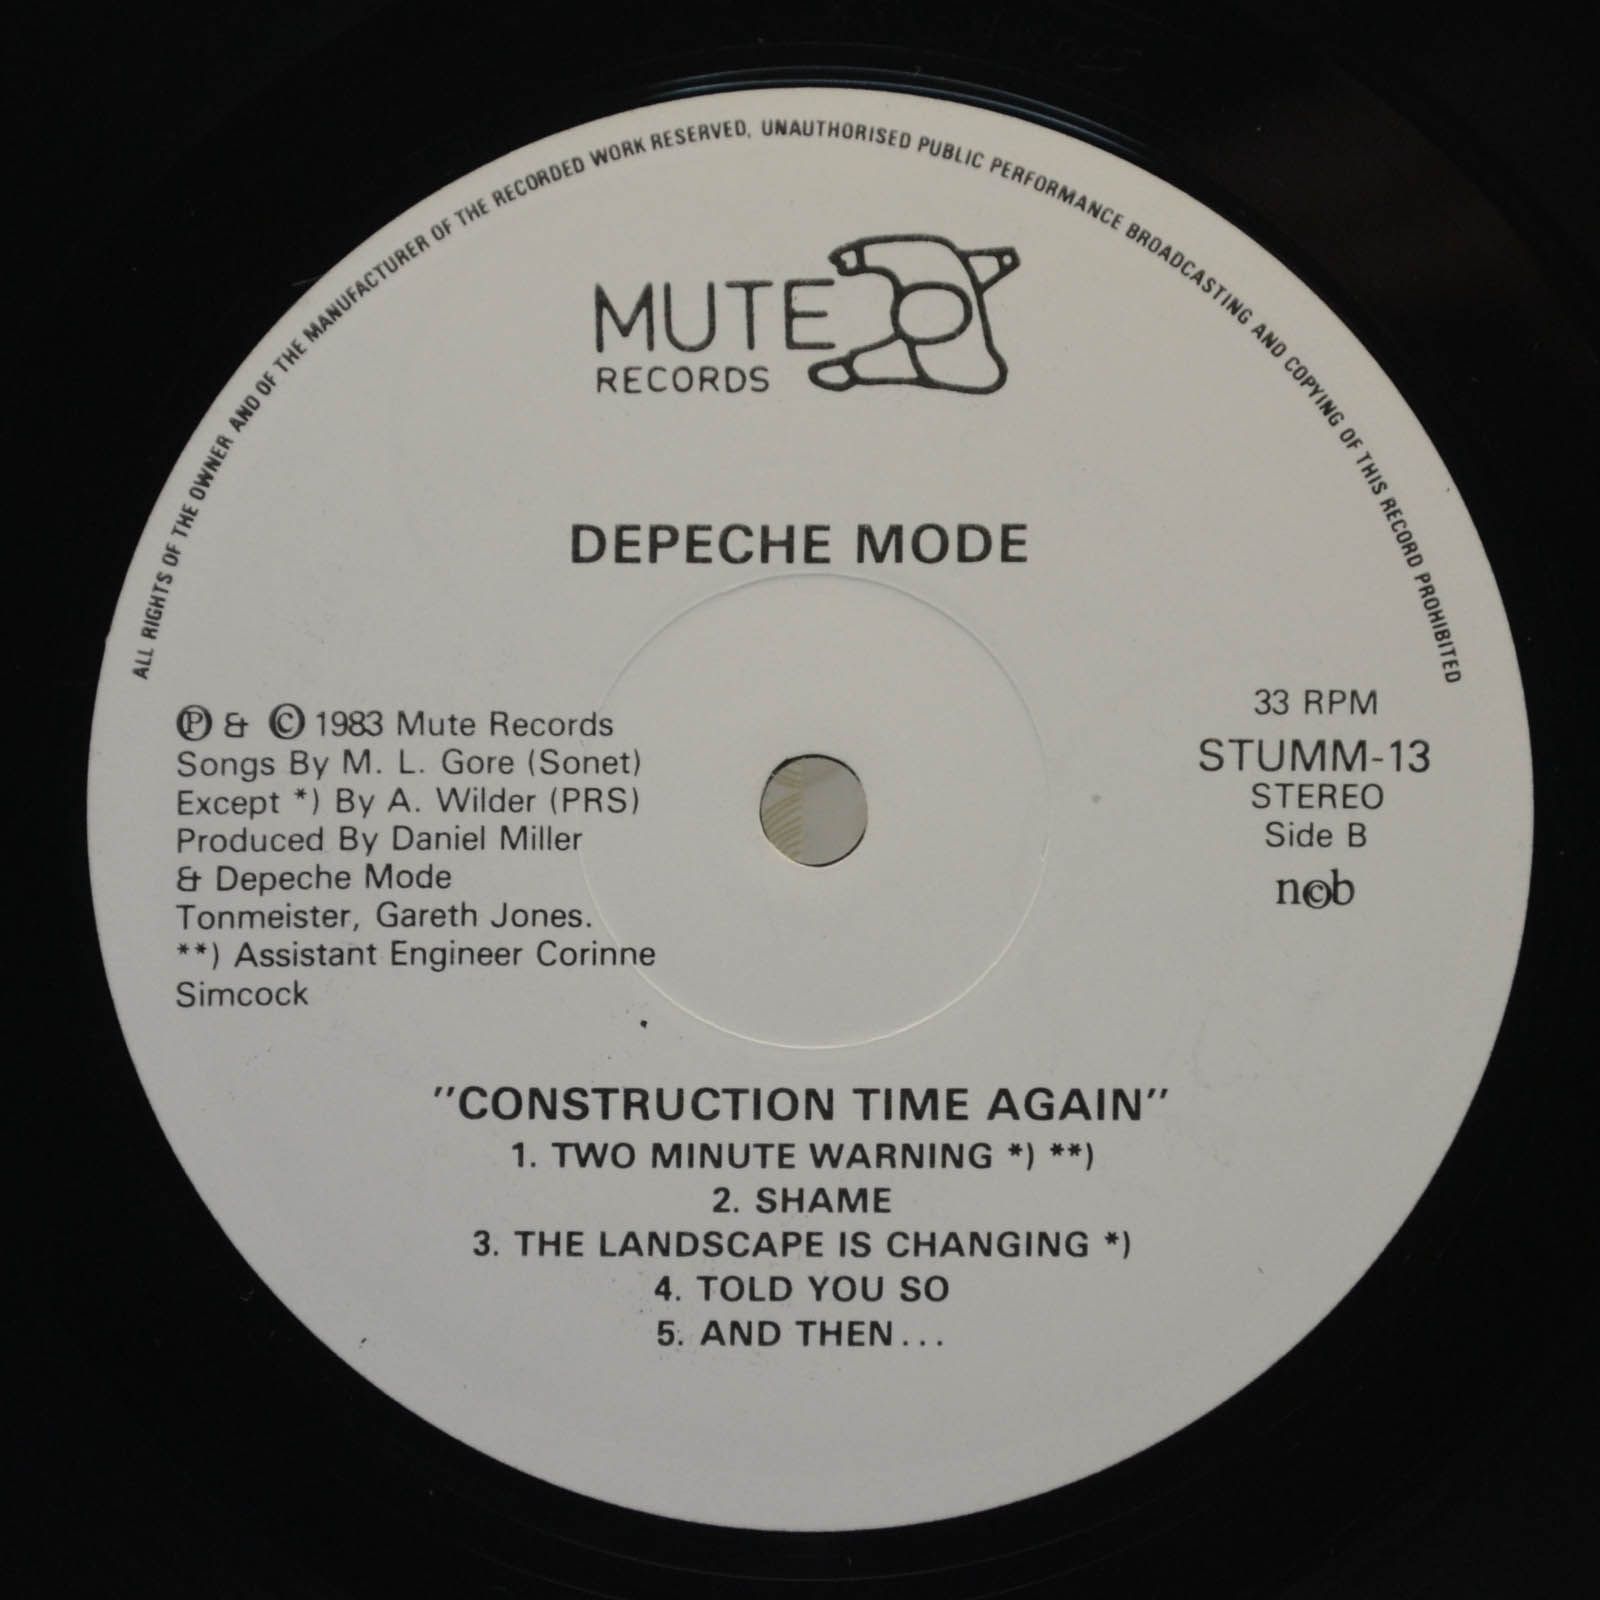 ALL RIGHTS OF THE OWNER AND OF THE MANUFACTURER OF THE RECORDED WORK RESERVED, UNAUTHORISED PUBLIC PERFORMANCE BROADCASTING AND COPYING OF THIS RECORD PROHIBITED
MUTE
RECORDS
DEPECHE MODE
℗ & © 1983 Mute Records
Songs By M. L. Gore (Sonet)
Except *) By A. Wilder (PRS)
Produced By Daniel Miller
& Depeche Mode
Tonmeister, Gareth Jones.
**) Assistant Engineer Corinne
Simcock
33 RPM
STUMM-13
STEREO
Side B
n©b
"CONSTRUCTION TIME AGAIN"
1. TWO MINUTE WARNING *) **)
2. SHAME
3. THE LANDSCAPE IS CHANGING *)
4. TOLD YOU SO
5. AND THEN...